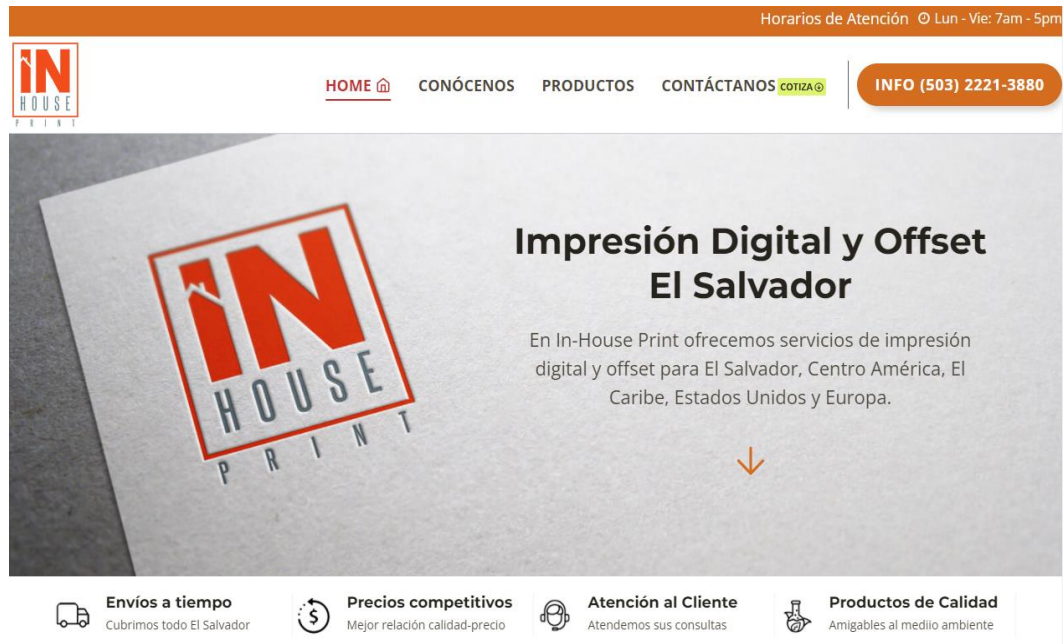 Horarios de Atención Lun - Vie: 7am - 5pm
iN
HOUSE
PRINT
HOME CONÓCENOS PRODUCTOS CONTÁCTANOS COTIZA INFO (503) 2221-3880
iN
HOUSE
PRINT
Impresión Digital y Offset
El Salvador
En In-House Print ofrecemos servicios de impresión
digital y offset para El Salvador, Centro América, El
Caribe, Estados Unidos y Europa.
Envíos a tiempo
Cubrimos todo El Salvador
Precios competitivos
Mejor relación calidad-precio
Atención al Cliente
Atendemos sus consultas
Productos de Calidad
Amigables al mediio ambiente